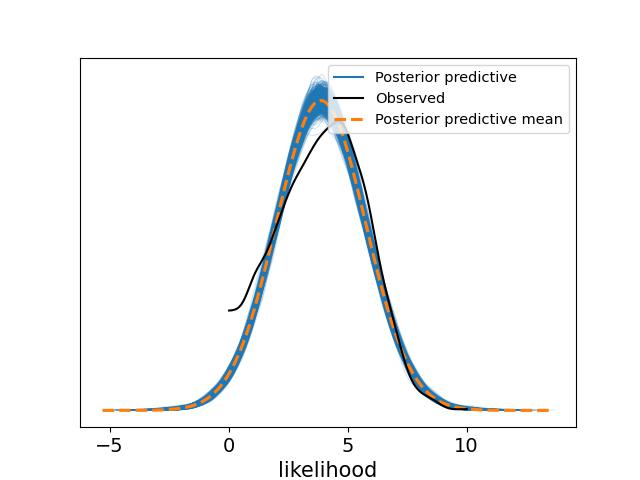 Posterior predictive
Observed
Posterior predictive mean
−5 0 5 10
likelihood